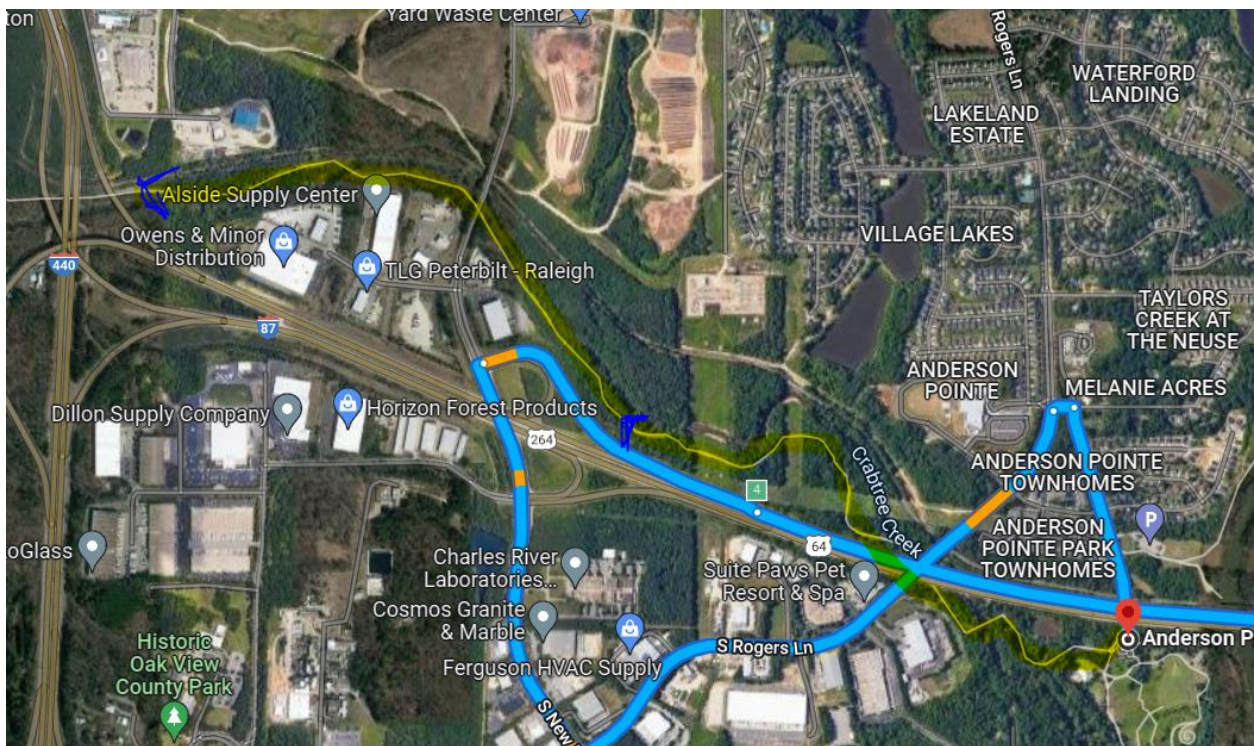 ton
Yard Waste Center
Rogers Ln
WATERFORD
LANDING
LAKELAND
ESTATE
Alside Supply Center
Owens & Minor
Distribution
VILLAGE LAKES
440
TLG Peterbilt - Raleigh
TAYLORS
CREEK AT
THE NEUSE
87
ANDERSON
POINTE
MELANIE ACRES
Dillon Supply Company
Horizon Forest Products
264
Crabtree Creek
ANDERSON POINTE
TOWNHOMES
4
P
oGlass
64
ANDERSON
POINTE PARK
TOWNHOMES
Charles River
Laboratories...
Suite Paws Pet
Resort & Spa
Cosmos Granite
& Marble
Historic
Oak View
County Park
Ferguson HVAC Supply
S Rogers Ln
Anderson P
S New